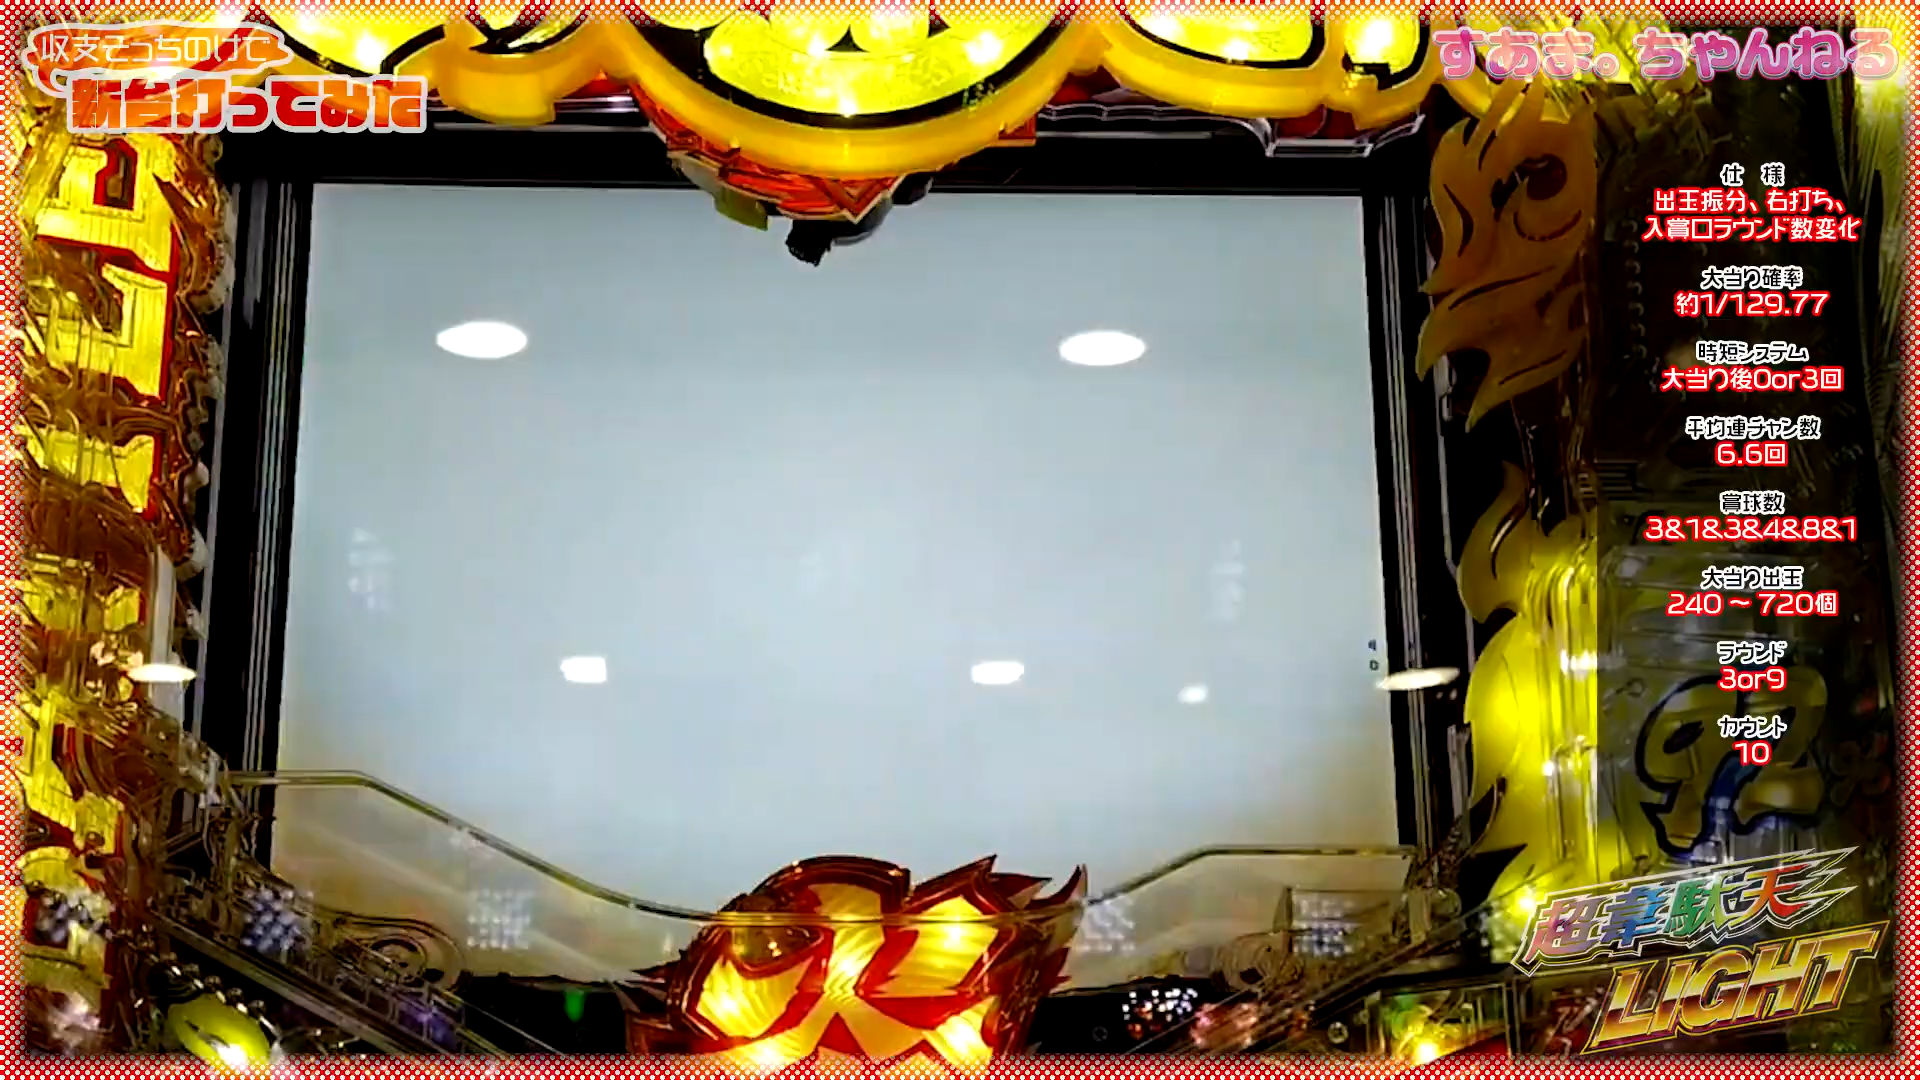 収支そっちのけで
新台打ってみた
すあま。ちゃんねる
仕 様
出玉振分、右打ち、
入賞口ラウンド数変化
大当り確率
約1/129.77
時短システム
大当り後0or3回
平均連チャン数
6.6回
賞球数
3&1&3&4&8&1
大当り出玉
240～720個
ラウンド
3or9
カウント
10
超韋駄天
LIGHT